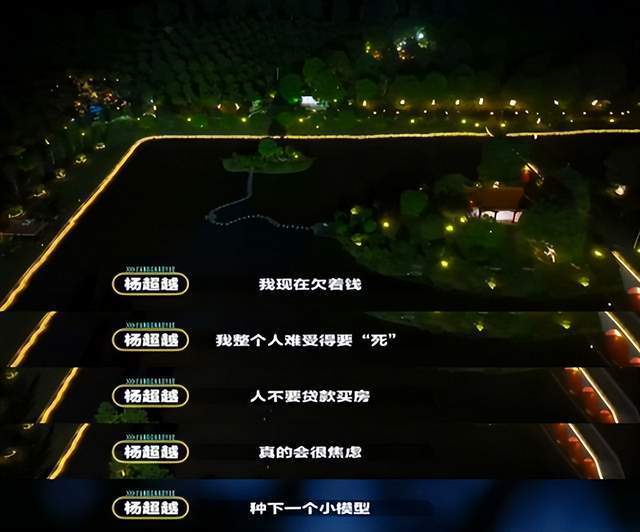 杨超越 我现在欠着钱
杨超越 我整个人难受得要“死”
杨超越 人不要贷款买房
杨超越 真的会很焦虑
杨超越 种下一个小模型